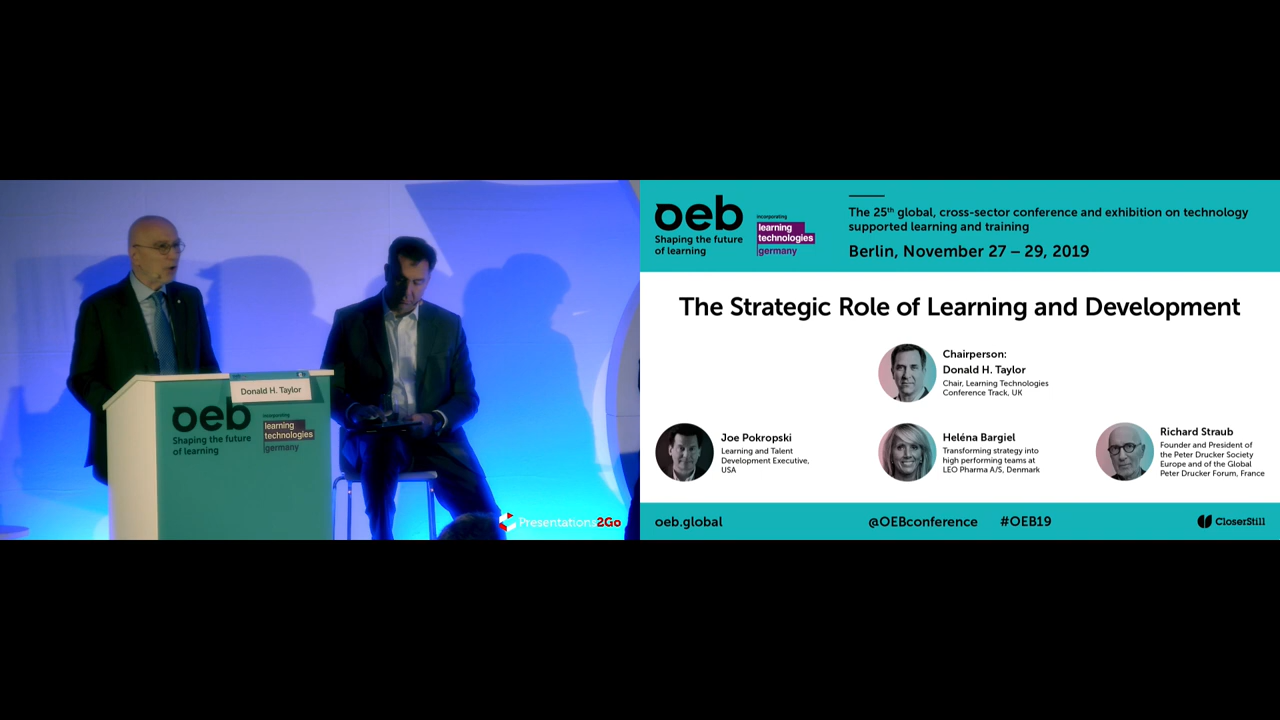 Donald H. Taylor
oeb
Shaping the future
of learning
incorporating
learning
technologies
germany
Presentations2Go
oeb
Shaping the future
of learning
incorporating
learning
technologies
germany
The 25th global, cross-sector conference and exhibition on technology
supported learning and training
Berlin, November 27 – 29, 2019
The Strategic Role of Learning and Development
Chairperson:
Donald H. Taylor
Chair, Learning Technologies
Conference Track, UK
Joe Pokropski
Learning and Talent
Development Executive,
USA
Heléna Bargiel
Transforming strategy into
high performing teams at
LEO Pharma A/S, Denmark
Richard Straub
Founder and President of
the Peter Drucker Society
Europe and of the Global
Peter Drucker Forum, France
oeb.global
@OEBconference #OEB19
CloserStill